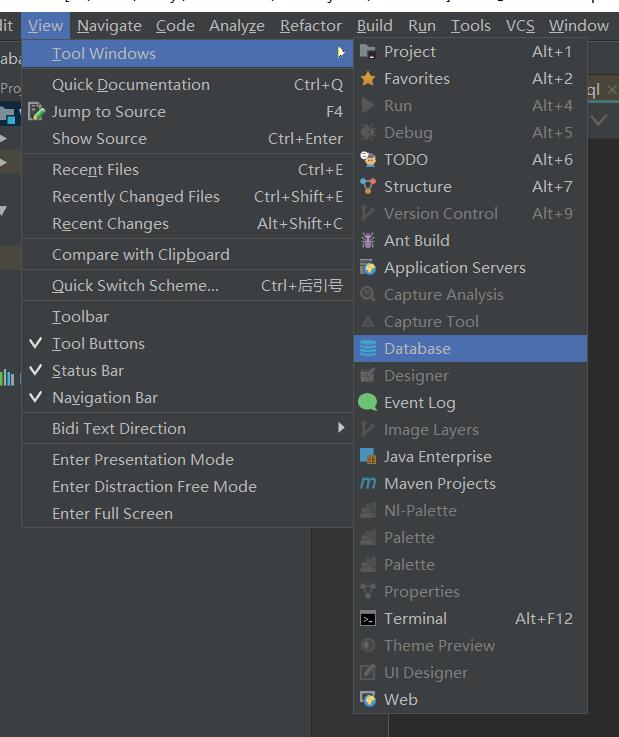 View Navigate Code Analyze Refactor Build Run Tools VCS Window
Tool Windows
Quick Documentation Ctrl+Q
Jump to Source F4
Show Source Ctrl+Enter
Recent Files Ctrl+E
Recently Changed Files Ctrl+Shift+E
Recent Changes Alt+Shift+C
Compare with Clipboard
Quick Switch Scheme... Ctrl+后引号
Toolbar
Tool Buttons
Status Bar
Navigation Bar
Bidi Text Direction
Enter Presentation Mode
Enter Distraction Free Mode
Enter Full Screen
Project Alt+1
Favorites Alt+2
Run Alt+4
Debug Alt+5
TODO Alt+6
Structure Alt+7
Version Control Alt+9
Ant Build
Application Servers
Capture Analysis
Capture Tool
Database
Designer
Event Log
Image Layers
Java Enterprise
Maven Projects
Nl-Palette
Palette
Palette
Properties
Terminal Alt+F12
Theme Preview
UI Designer
Web